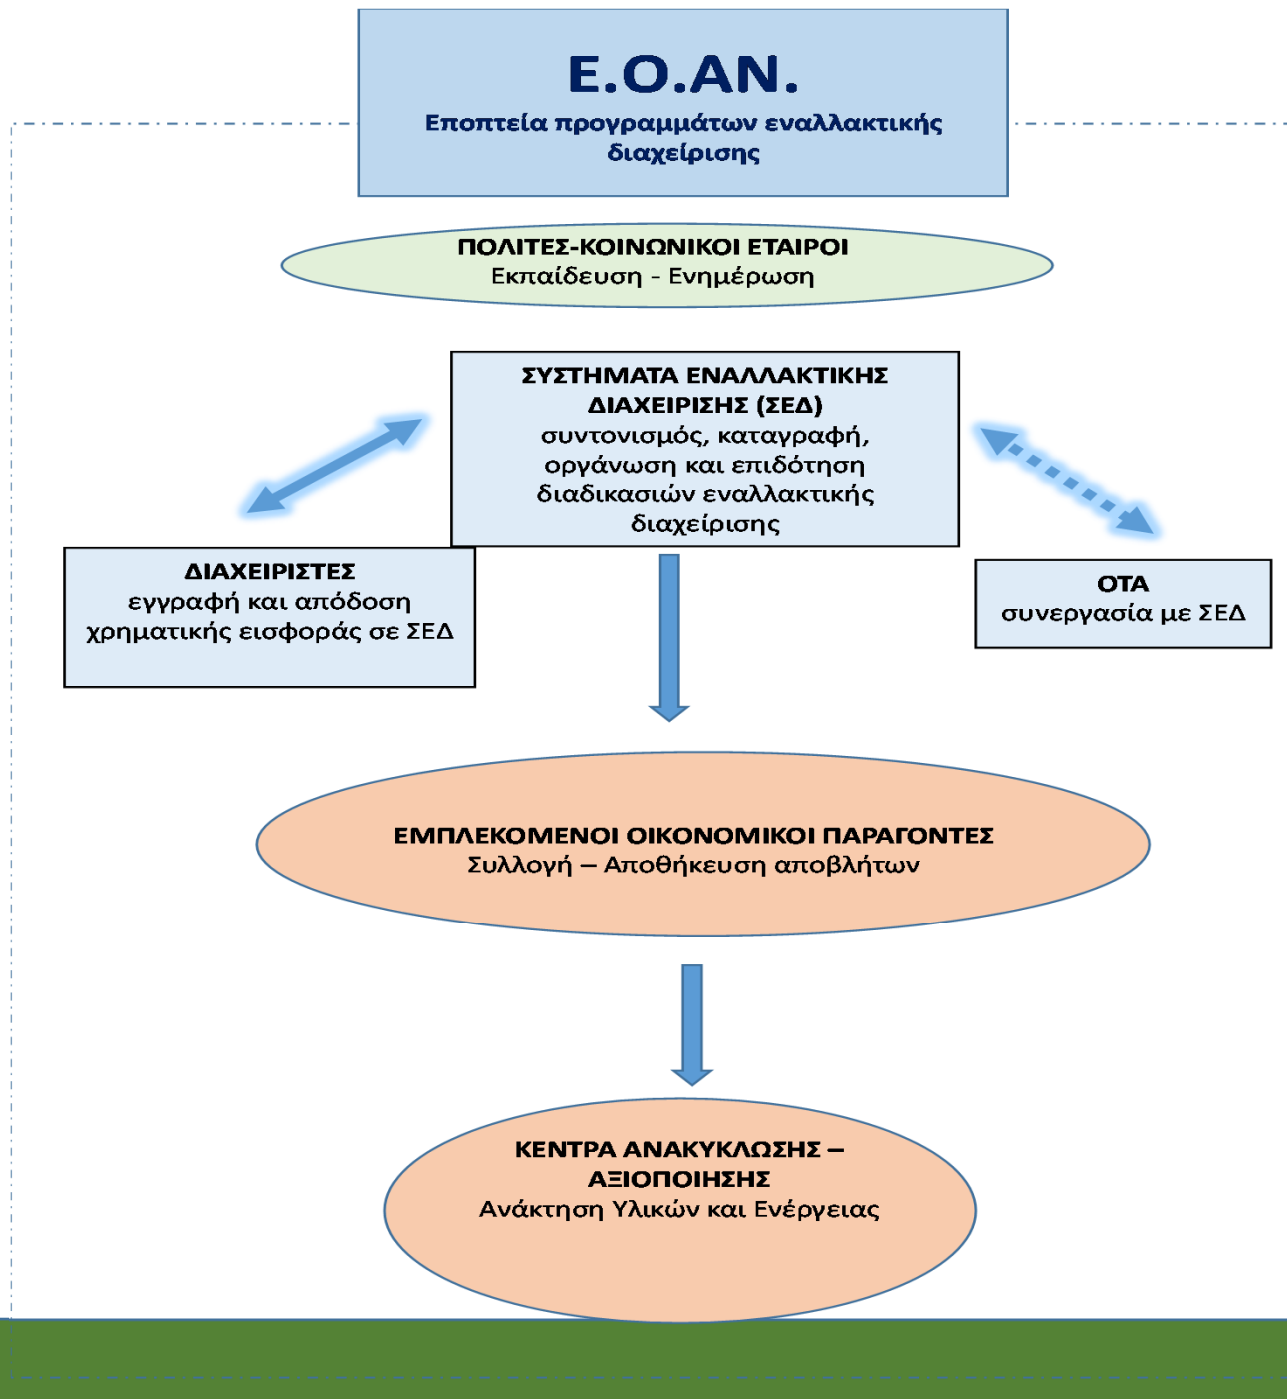 Ε.Ο.ΑΝ.
Εποπτεία προγραμμάτων εναλλακτικής
διαχείρισης
ΠΟΛΙΤΕΣ-ΚΟΙΝΩΝΙΚΟΙ ΕΤΑΙΡΟΙ
Εκπαίδευση - Ενημέρωση
ΣΥΣΤΗΜΑΤΑ ΕΝΑΛΛΑΚΤΙΚΗΣ
ΔΙΑΧΕΙΡΙΣΗΣ (ΣΕΔ)
συντονισμός, καταγραφή,
οργάνωση και επιδότηση
διαδικασιών εναλλακτικής
διαχείρισης
ΔΙΑΧΕΙΡΙΣΤΕΣ
εγγραφή και απόδοση
χρηματικής εισφοράς σε ΣΕΔ
ΟΤΑ
συνεργασία με ΣΕΔ
ΕΜΠΛΕΚΟΜΕΝΟΙ ΟΙΚΟΝΟΜΙΚΟΙ ΠΑΡΑΓΟΝΤΕΣ
Συλλογή – Αποθήκευση αποβλήτων
ΚΕΝΤΡΑ ΑΝΑΚΥΚΛΩΣΗΣ –
ΑΞΙΟΠΟΙΗΣΗΣ
Ανάκτηση Υλικών και Ενέργειας